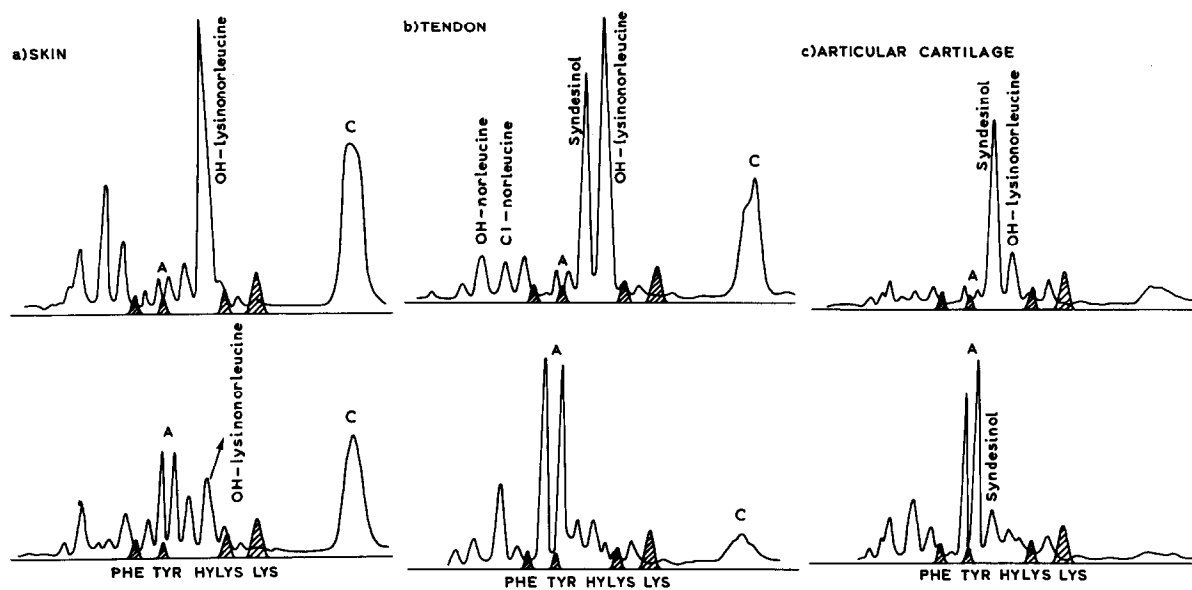 a)SKIN
OH-lysinonorleucine
A
C
b)TENDON
OH-norleucine
Cl-norleucine
Syndesinol
OH-lysinonorleucine
A
C
c)ARTICULAR CARTILAGE
Syndesinol
OH-lysinonorleucine
A
A
OH-lysinonorleucine
C
PHE TYR HYLYS LYS
A
C
PHE TYR HYLYS LYS
A
Syndesinol
PHE TYR HYLYS LYS